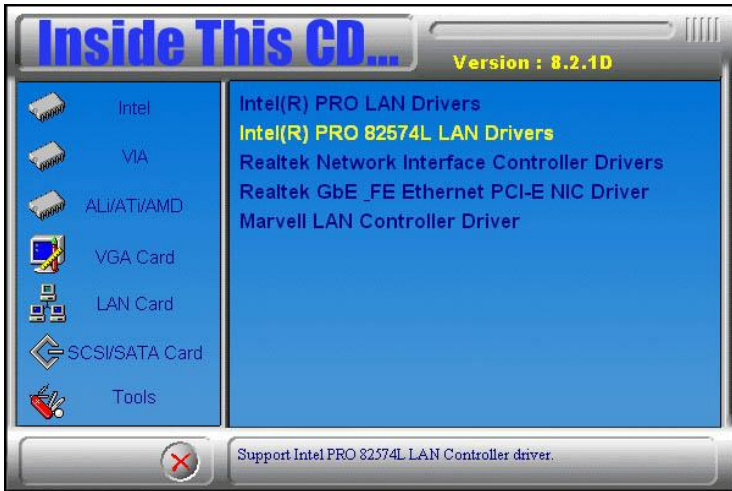 Inside This CD...
Version : 8.2.1D
Intel
VIA
ALi/ATi/AMD
VGA Card
LAN Card
SCSI/SATA Card
Tools
Intel(R) PRO LAN Drivers
Intel(R) PRO 82574L LAN Drivers
Realtek Network Interface Controller Drivers
Realtek GbE _FE Ethernet PCI-E NIC Driver
Marvell LAN Controller Driver
Support Intel PRO 82574L LAN Controller driver.